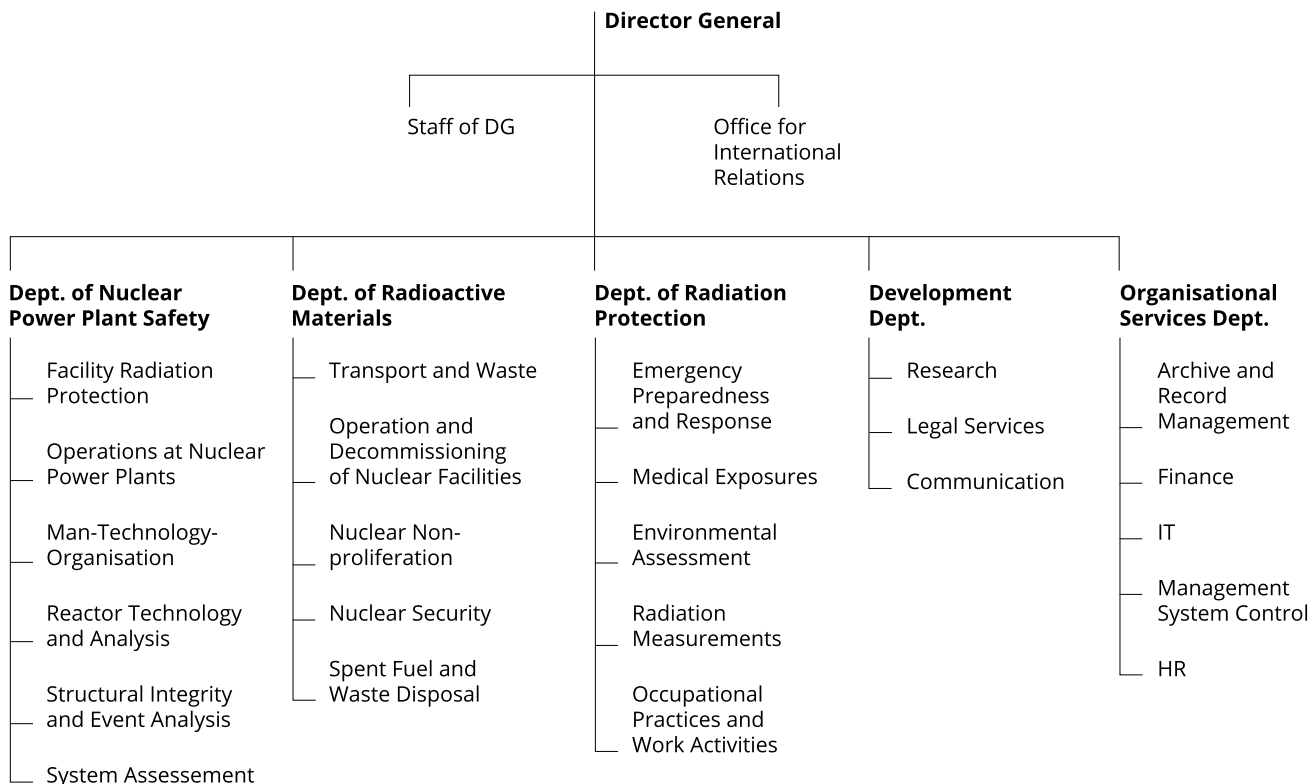 Director General
Staff of DG
Office for
International
Relations
Dept. of Nuclear
Power Plant Safety
Facility Radiation
Protection
Operations at Nuclear
Power Plants
Man-Technology-
Organisation
Reactor Technology
and Analysis
Structural Integrity
and Event Analysis
System Assessement
Dept. of Radioactive
Materials
Transport and Waste
Operation and
Decommissioning
of Nuclear Facilities
Nuclear Non-
proliferation
Nuclear Security
Spent Fuel and
Waste Disposal
Dept. of Radiation
Protection
Emergency
Preparedness
and Response
Medical Exposures
Environmental
Assessment
Radiation
Measurements
Occupational
Practices and
Work Activities
Development
Dept.
Research
Legal Services
Communication
Organisational
Services Dept.
Archive and
Record
Management
Finance
IT
Management
System Control
HR